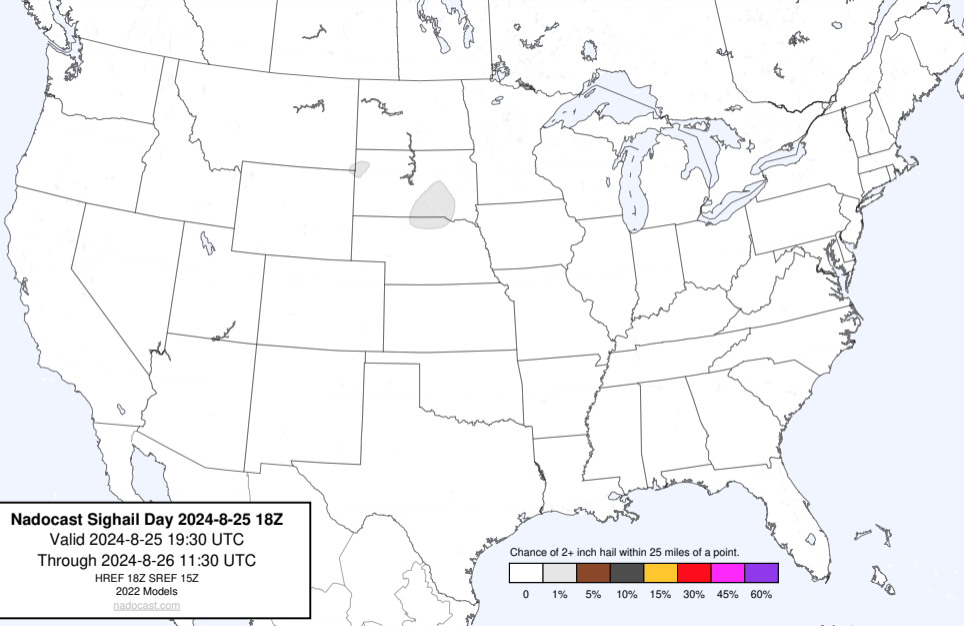 Nadocast Sighail Day 2024-8-25 18Z
Valid 2024-8-25 19:30 UTC
Through 2024-8-26 11:30 UTC
HREF 18Z SREF 15Z
2022 Models
nadocast.com
Chance of 2+ inch hail within 25 miles of a point.
0 1% 5% 10% 15% 30% 45% 60%